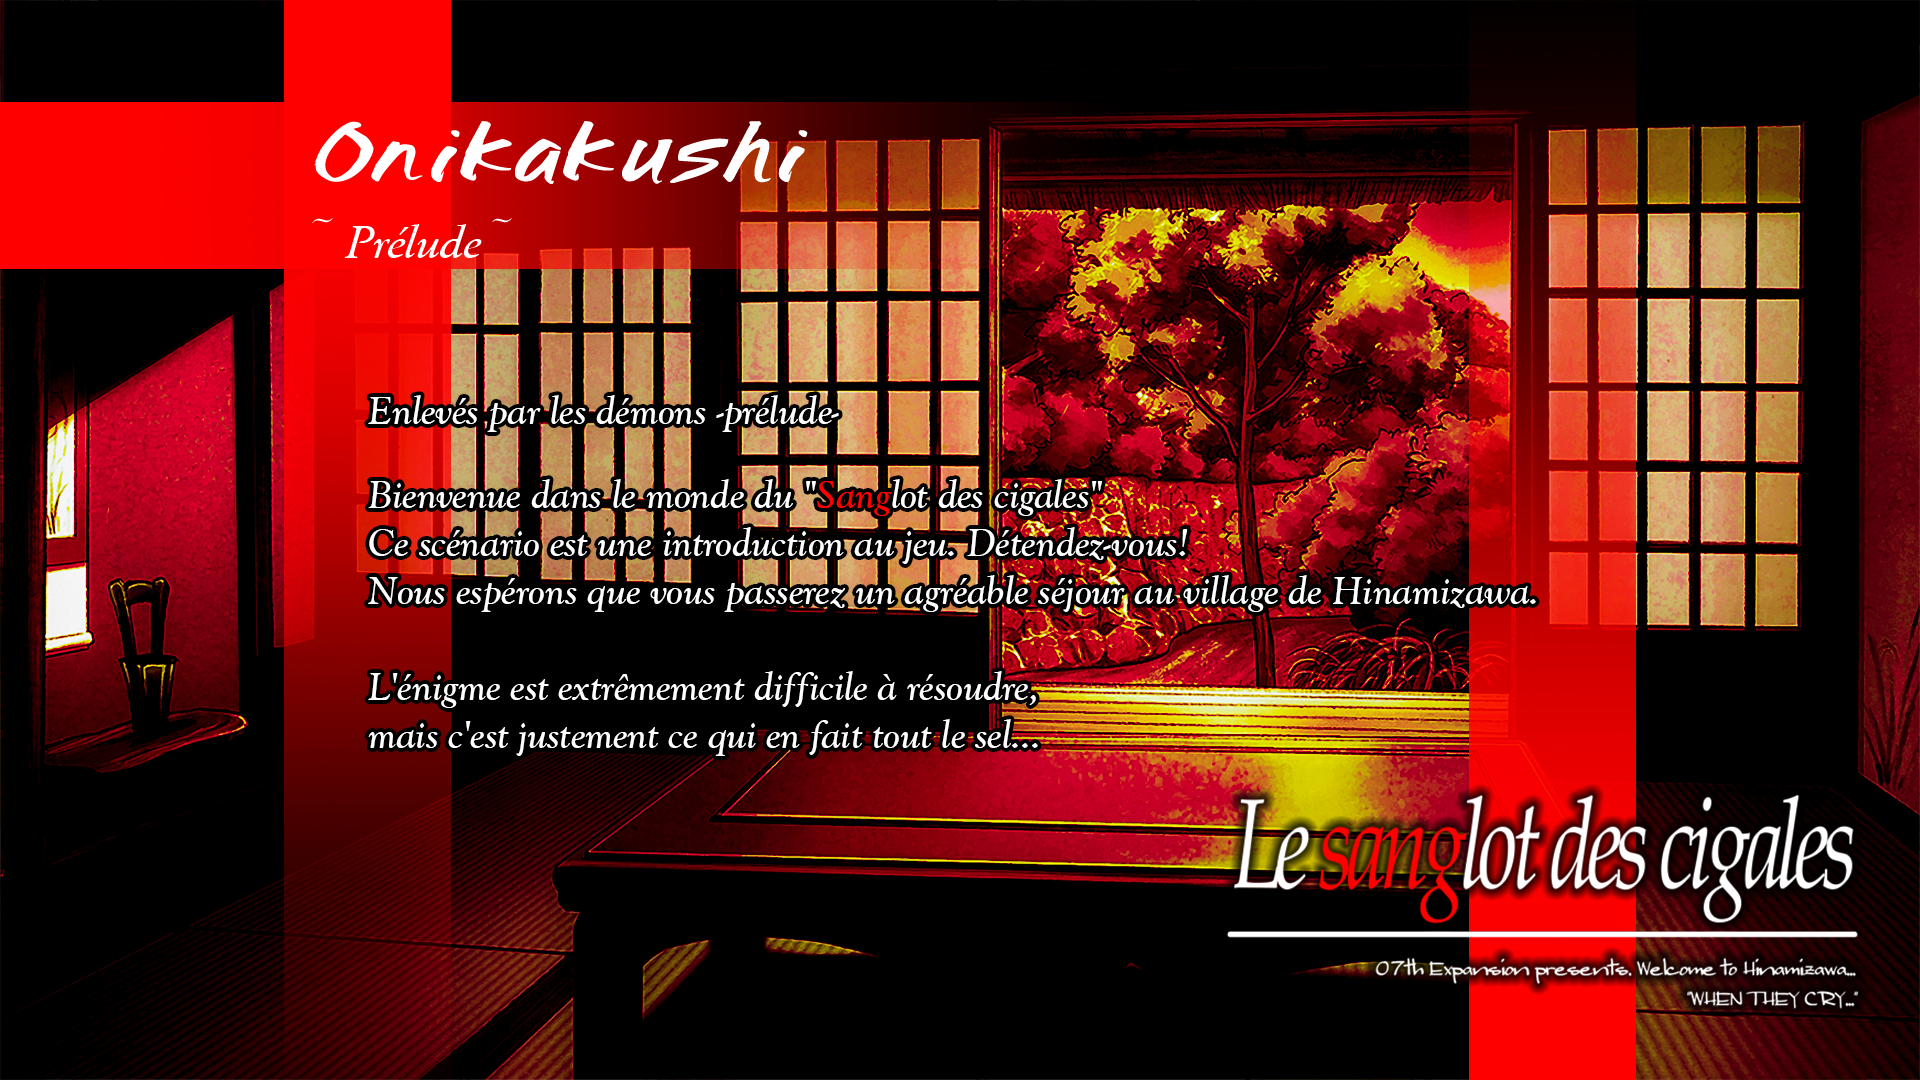 Onikakushi
~ Prélude ~
Enlevés par les démons -prélude-
Bienvenue dans le monde du "Sanglot des cigales"
Ce scénario est une introduction au jeu. Détendez-vous!
Nous espérons que vous passerez un agréable séjour au village de Hinamizawa.
L'énigme est extrêmement difficile à résoudre,
mais c'est justement ce qui en fait tout le sel...
Le sanglot des cigales
07th Expansion presents. Welcome to Hinamizawa...
"WHEN THEY CRY..."